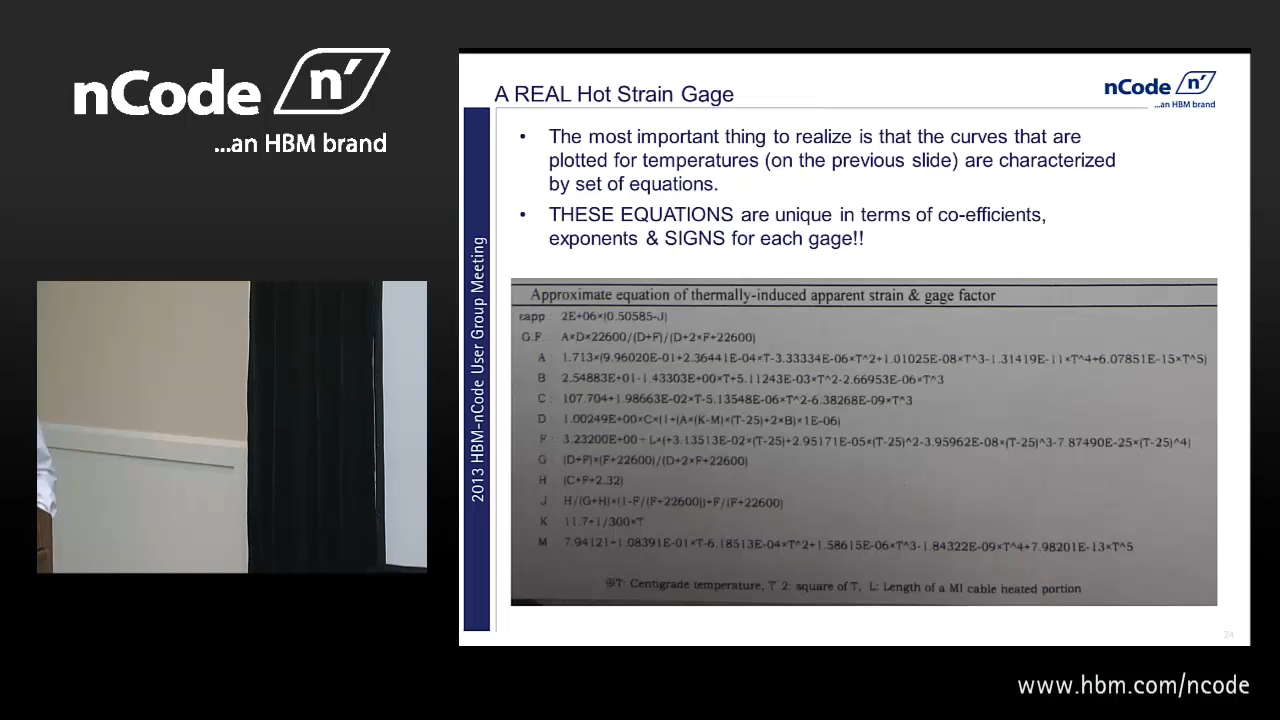 nCode n'
...an HBM brand
A REAL Hot Strain Gage
nCode n'
...an HBM brand
2013 HBM-nCode User Group Meeting
• The most important thing to realize is that the curves that are
plotted for temperatures (on the previous slide) are characterized
by set of equations.
• THESE EQUATIONS are unique in terms of co-efficients,
exponents & SIGNS for each gage!!
Approximate equation of thermally-induced apparent strain & gage factor
εapp : 2E+06×(0.50585-J)
G.F. : A×D×22600/(D+F)/(D+2×F+22600)
A : 1.713×(9.96020E-01+2.36441E-04×T-3.33334E-06×T^2+1.01025E-08×T^3-1.31419E-11×T^4+6.07851E-15×T^5)
B : 2.54883E+01-1.43303E+00×T+5.11243E-03×T^2-2.66953E-06×T^3
C : 107.704+1.98663E-02×T-5.13548E-06×T^2-6.38268E-09×T^3
D : 1.00249E+00×C×(1+(A×(K-M)×(T-25)+2×B)×1E-06)
F : 3.23200E+00+L×(+3.13513E-02×(T-25)+2.95171E-05×(T-25)^2-3.95962E-08×(T-25)^3-7.87490E-25×(T-25)^4)
G (D+F)×(F+22600)/(D+2×F+22600)
H (C+F+2.32)
J H/(G+H)×(1-F/(F+22600))+F/(F+22600)
K 11.7+1/300×T
M 7.94121+1.08391E-01×T-6.18513E-04×T^2+1.58615E-06×T^3-1.84322E-09×T^4+7.98201E-13×T^5
※T: Centigrade temperature, T^2: square of T, L: Length of a MI cable heated portion
24
www.hbm.com/ncode